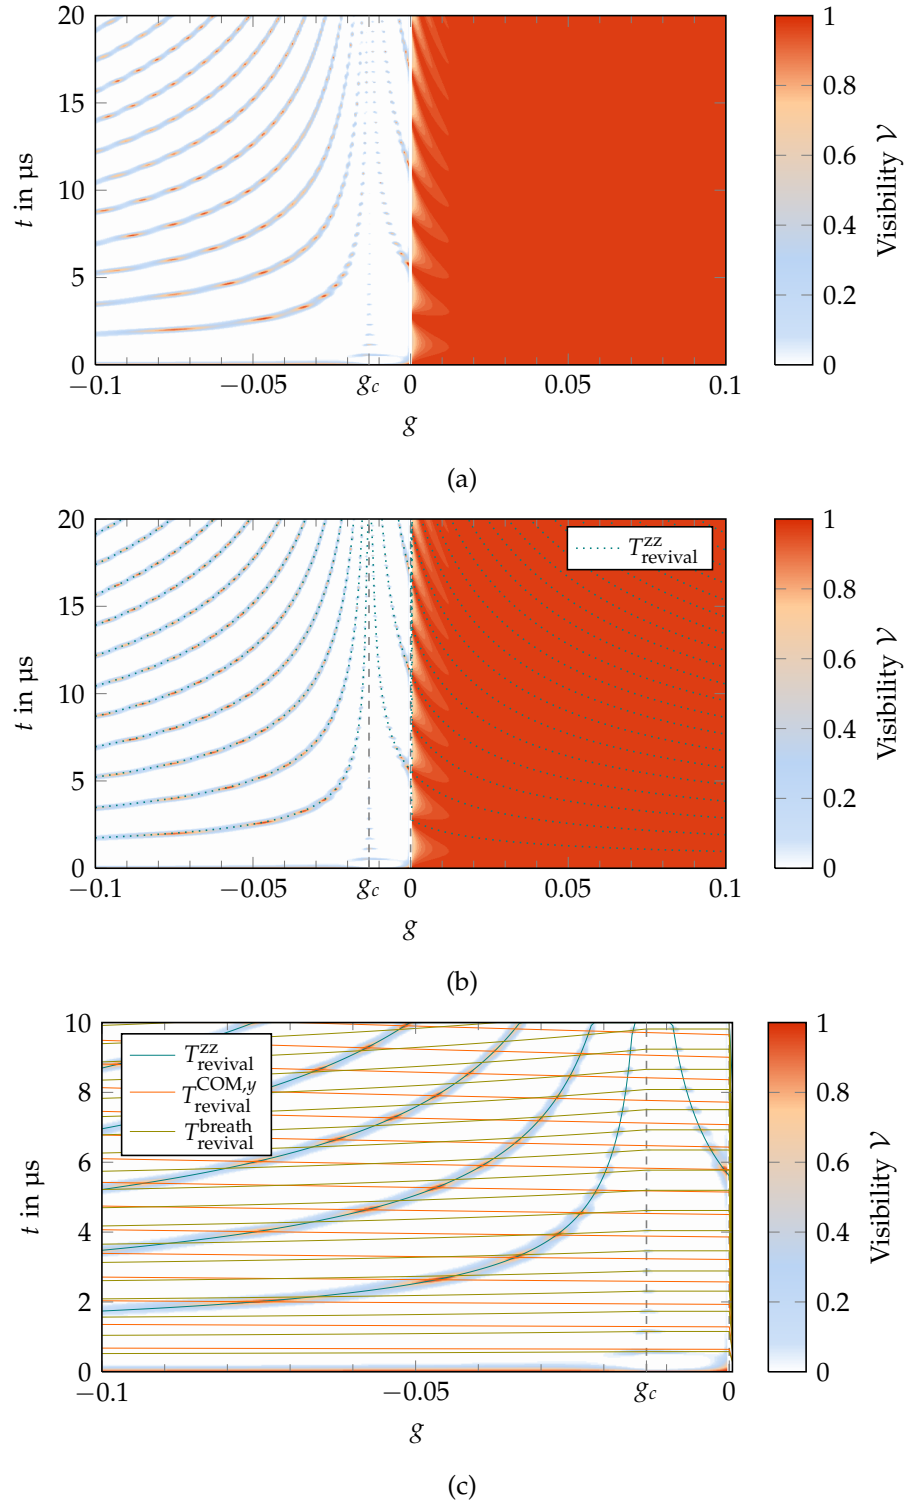 20
15
10
5
0
t in µs
−0.1
−0.05
g_c
0
0.05
0.1
g
1
0.8
0.6
0.4
0.2
0
Visibility 𝒱
(a)
20
15
10
5
0
t in µs
T^zz_revival
−0.1
−0.05
g_c
0
0.05
0.1
g
1
0.8
0.6
0.4
0.2
0
Visibility 𝒱
(b)
10
8
6
4
2
0
t in µs
T^zz_revival
T^COM,y_revival
T^breath_revival
−0.1
−0.05
g_c
0
g
1
0.8
0.6
0.4
0.2
0
Visibility 𝒱
(c)